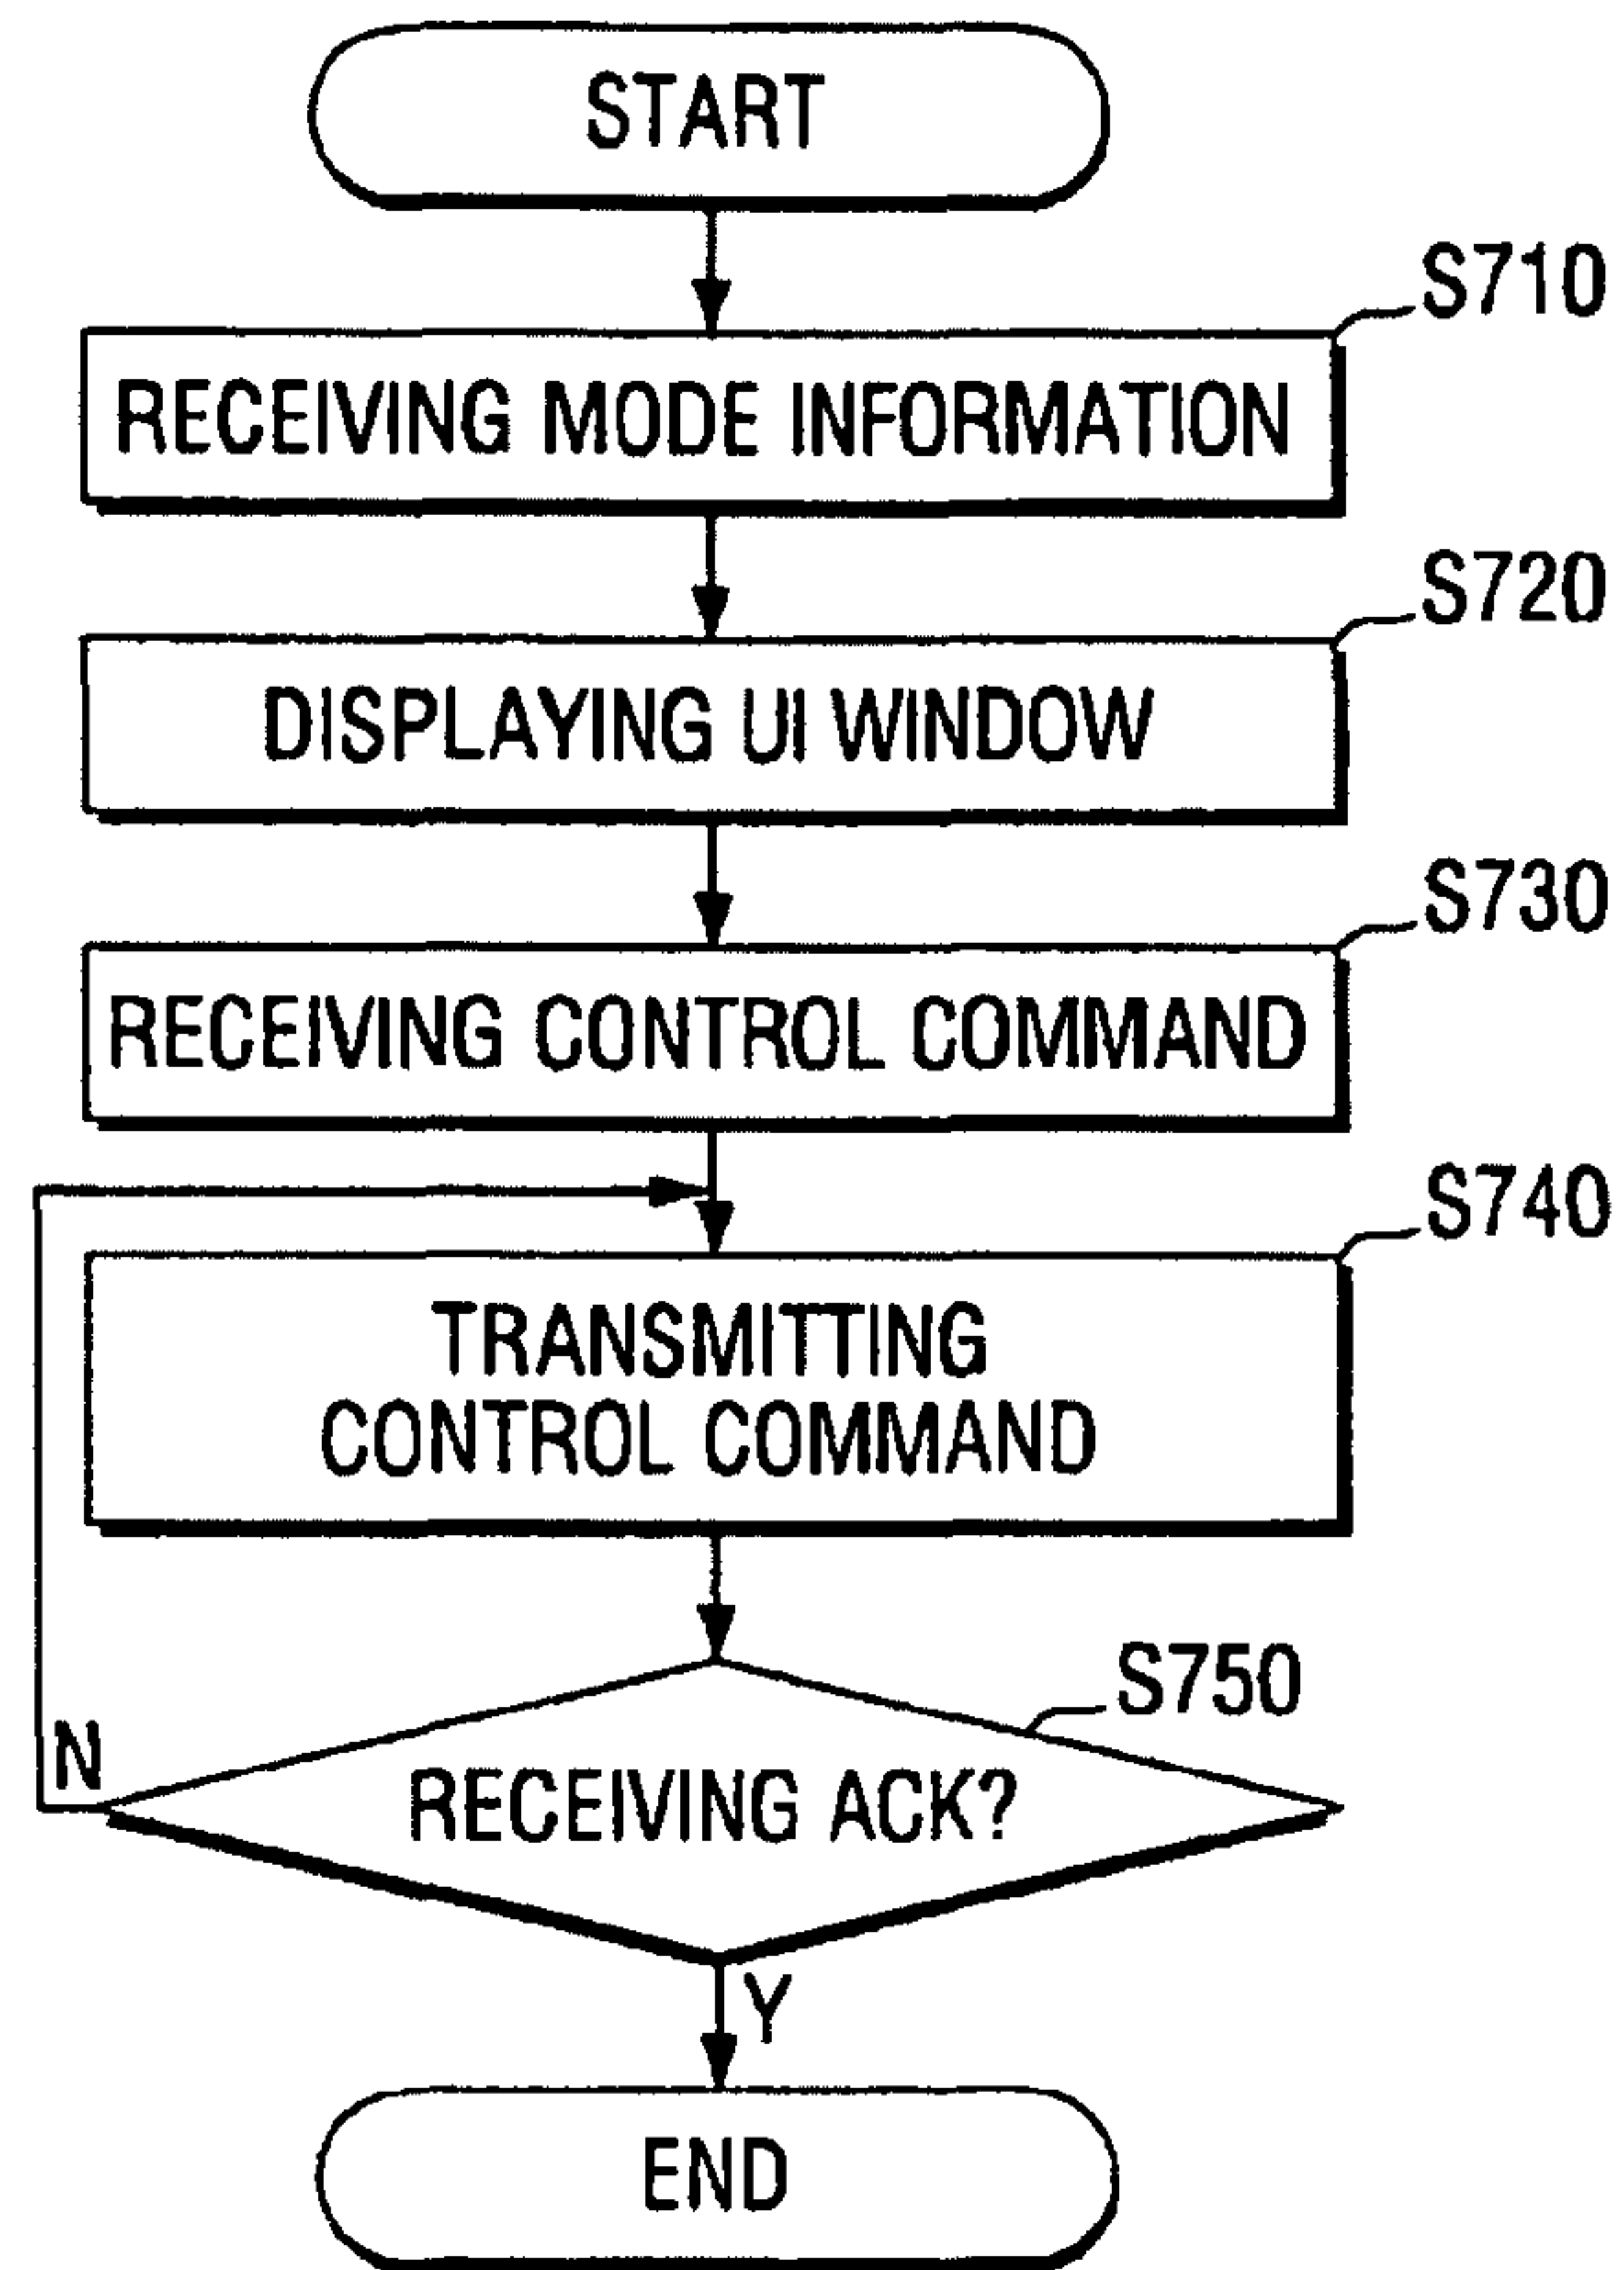 START
S710
RECEIVING MODE INFORMATION
S720
DISPLAYING UI WINDOW
S730
RECEIVING CONTROL COMMAND
S740
TRANSMITTING
CONTROL COMMAND
S750
N
RECEIVING ACK?
Y
END